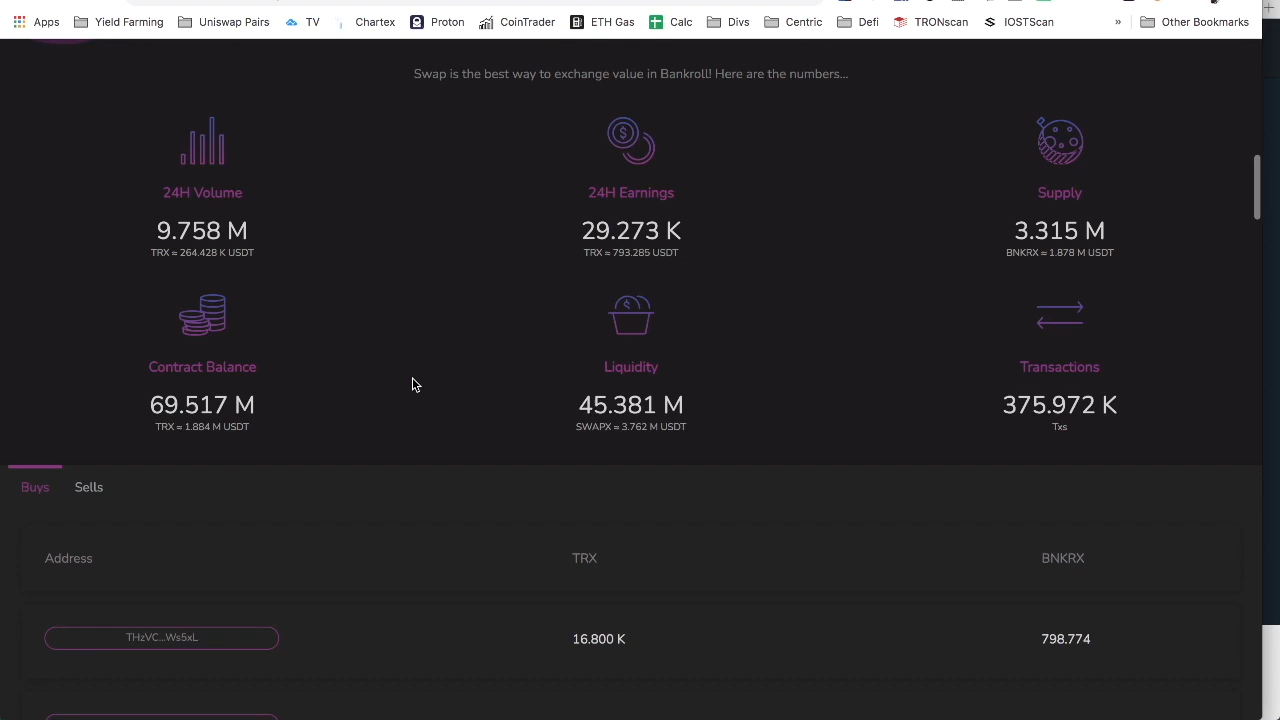 Apps Yield Farming Uniswap Pairs TV Chartex Proton CoinTrader ETH Gas Calc Divs Centric Defi TRONscan IOSTScan » Other Bookmarks
Swap is the best way to exchange value in Bankroll! Here are the numbers...
24H Volume 24H Earnings Supply
9.758 M 29.273 K 3.315 M
TRX ≈ 264.428 K USDT TRX ≈ 793.285 USDT BNKRX ≈ 1.878 M USDT
Contract Balance Liquidity Transactions
69.517 M 45.381 M 375.972 K
TRX ≈ 1.884 M USDT SWAPX ≈ 3.762 M USDT Txs
Buys Sells
Address TRX BNKRX
THzVC...Ws5xL 16.800 K 798.774